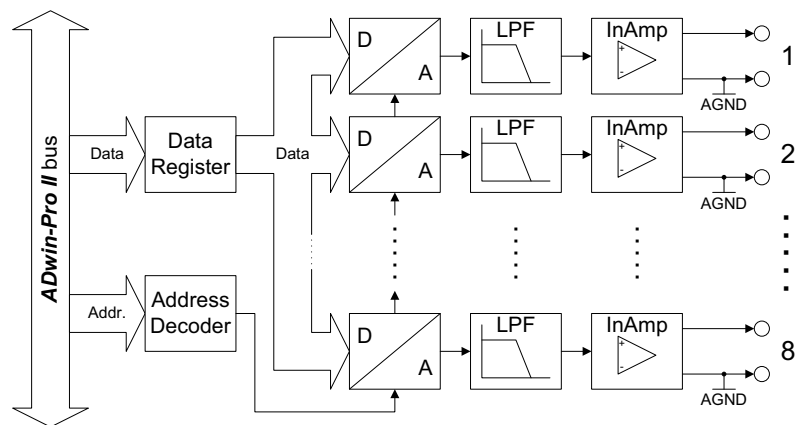 ADwin-Pro II bus
Data
Data
Register
Data
Addr.
Address
Decoder
D
A
LPF
InAmp
+
-
AGND
1
D
A
LPF
InAmp
+
-
AGND
2
D
A
LPF
InAmp
+
-
AGND
8